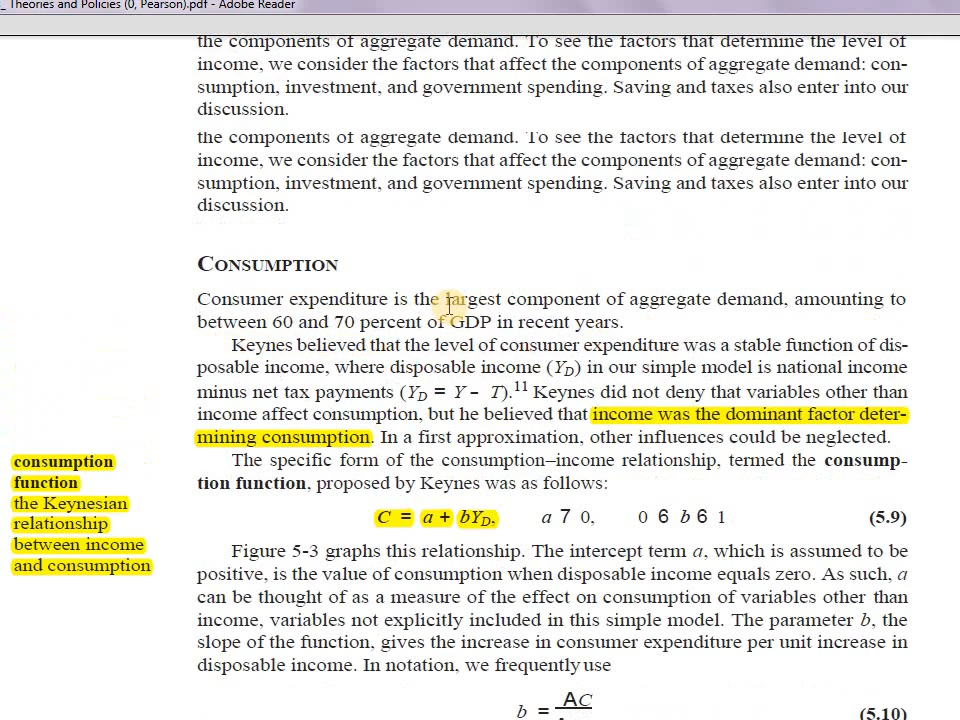 _ Theories and Policies (0, Pearson).pdf - Adobe Reader
the components of aggregate demand. To see the factors that determine the level of
income, we consider the factors that affect the components of aggregate demand: con-
sumption, investment, and government spending. Saving and taxes also enter into our
discussion.
the components of aggregate demand. To see the factors that determine the level of
income, we consider the factors that affect the components of aggregate demand: con-
sumption, investment, and government spending. Saving and taxes also enter into our
discussion.
CONSUMPTION
Consumer expenditure is the largest component of aggregate demand, amounting to
between 60 and 70 percent of GDP in recent years.
Keynes believed that the level of consumer expenditure was a stable function of dis-
posable income, where disposable income (YD) in our simple model is national income
minus net tax payments (YD = Y – T).11 Keynes did not deny that variables other than
income affect consumption, but he believed that income was the dominant factor deter-
mining consumption. In a first approximation, other influences could be neglected.
The specific form of the consumption–income relationship, termed the consump-
tion function, proposed by Keynes was as follows:
consumption
function
the Keynesian
relationship
between income
and consumption
C = a + bYD, a 7 0, 0 6 b 6 1 (5.9)
Figure 5-3 graphs this relationship. The intercept term a, which is assumed to be
positive, is the value of consumption when disposable income equals zero. As such, a
can be thought of as a measure of the effect on consumption of variables other than
income, variables not explicitly included in this simple model. The parameter b, the
slope of the function, gives the increase in consumer expenditure per unit increase in
disposable income. In notation, we frequently use
b = AC (5.10)